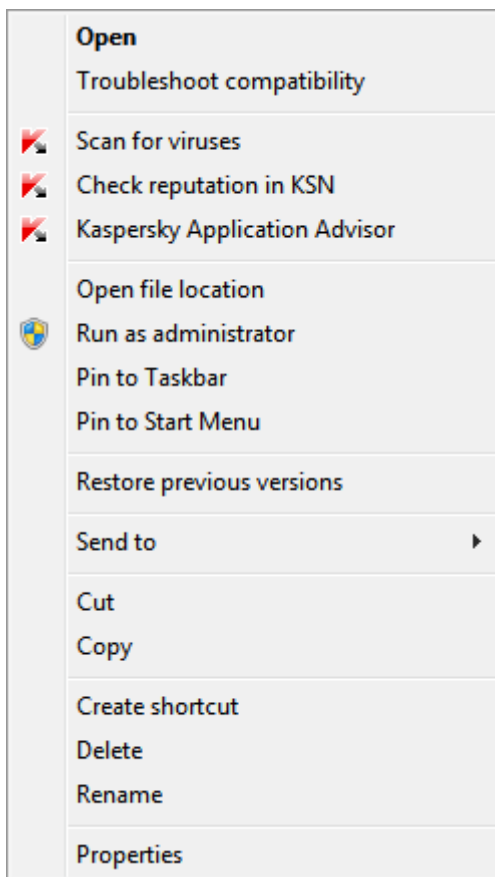 Open
Troubleshoot compatibility
Scan for viruses
Check reputation in KSN
Kaspersky Application Advisor
Open file location
Run as administrator
Pin to Taskbar
Pin to Start Menu
Restore previous versions
Send to
Cut
Copy
Create shortcut
Delete
Rename
Properties